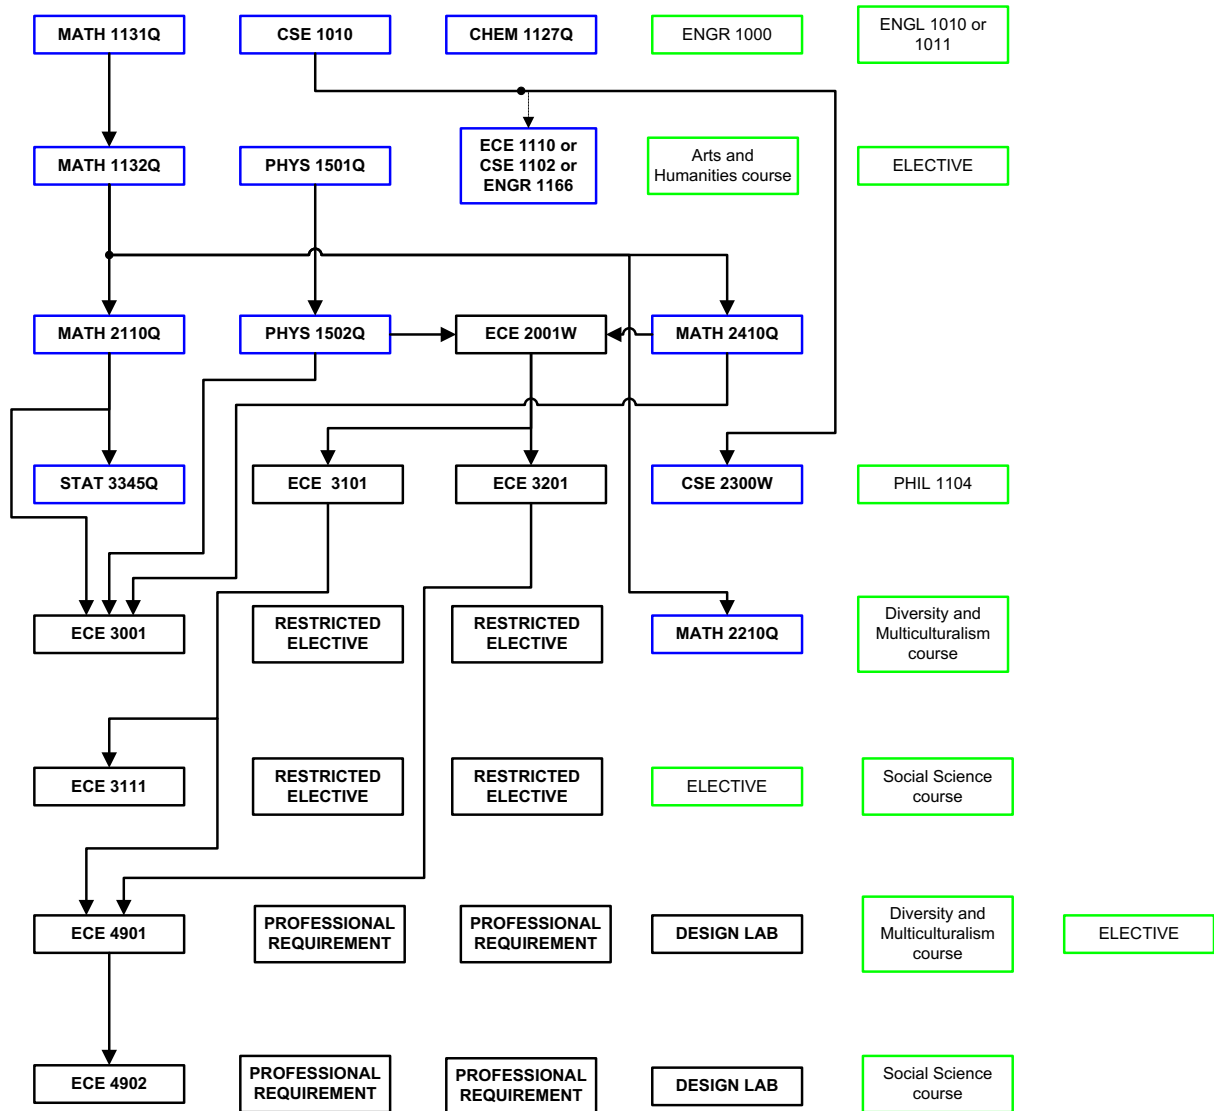 MATH 1131Q
CSE 1010
CHEM 1127Q
ENGR 1000
ENGL 1010 or
1011
MATH 1132Q
PHYS 1501Q
ECE 1110 or
CSE 1102 or
ENGR 1166
Arts and
Humanities course
ELECTIVE
MATH 2110Q
PHYS 1502Q
ECE 2001W
MATH 2410Q
STAT 3345Q
ECE 3101
ECE 3201
CSE 2300W
PHIL 1104
ECE 3001
RESTRICTED
ELECTIVE
RESTRICTED
ELECTIVE
MATH 2210Q
Diversity and
Multiculturalism
course
ECE 3111
RESTRICTED
ELECTIVE
RESTRICTED
ELECTIVE
ELECTIVE
Social Science
course
ECE 4901
PROFESSIONAL
REQUIREMENT
PROFESSIONAL
REQUIREMENT
DESIGN LAB
Diversity and
Multiculturalism
course
ELECTIVE
ECE 4902
PROFESSIONAL
REQUIREMENT
PROFESSIONAL
REQUIREMENT
DESIGN LAB
Social Science
course